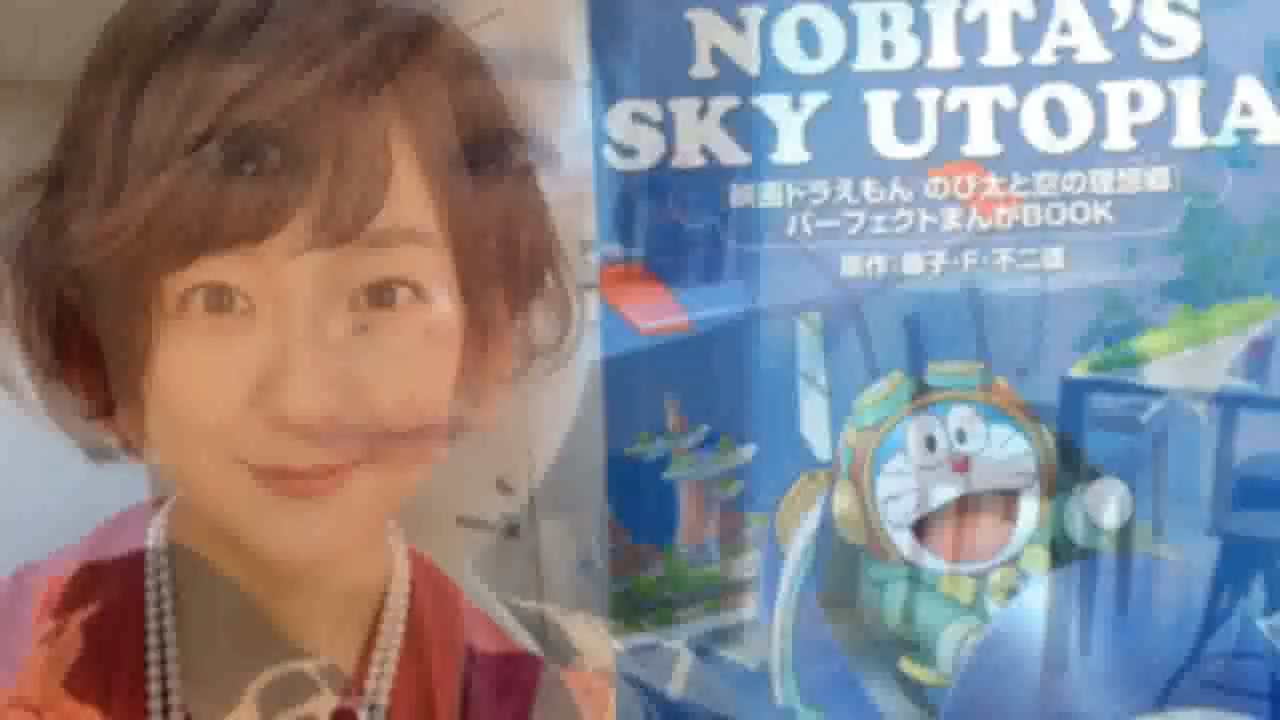 NOBITA'S
SKY UTOPIA
映画ドラえもん のび太と空の理想郷
パーフェクトまんがBOOK
原作:藤子・F・不二雄